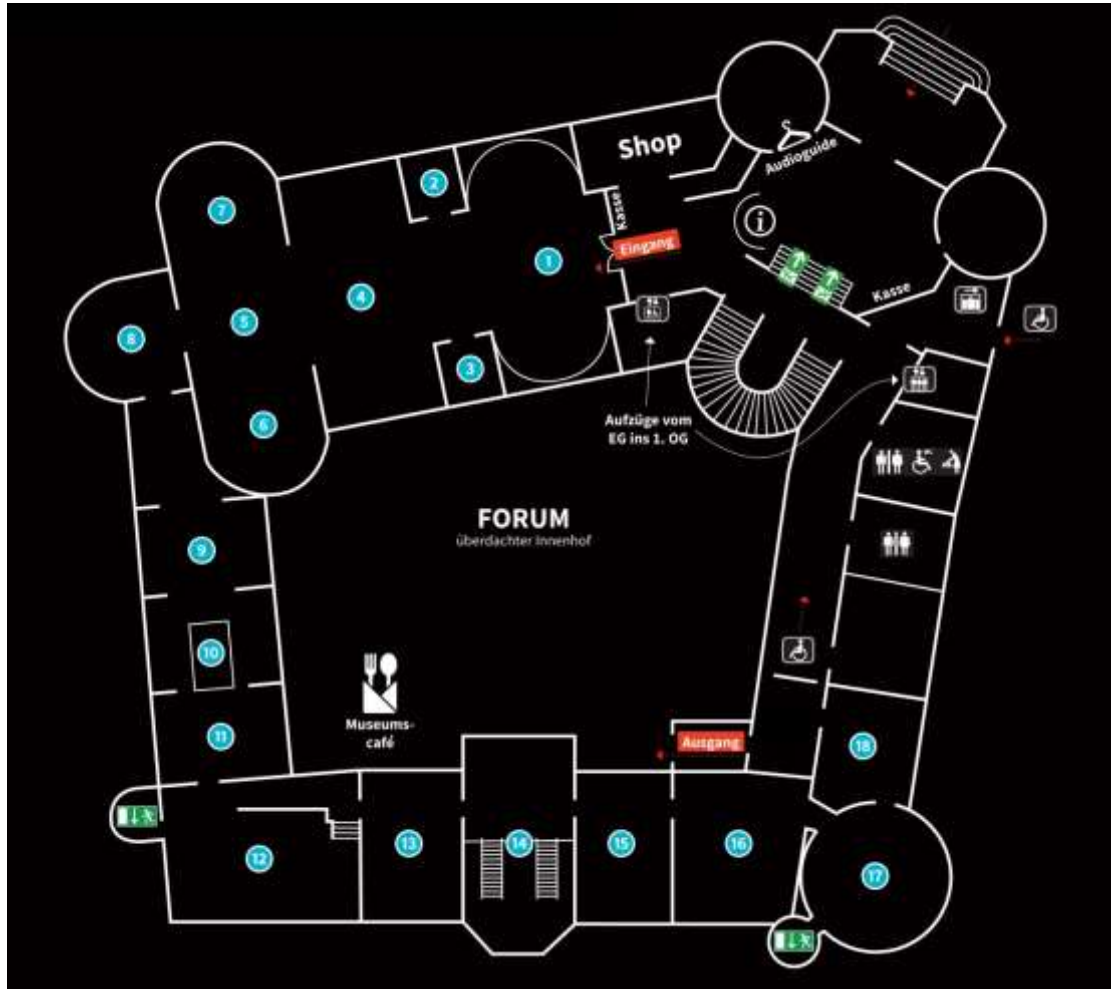 Shop
Audioguide
Kasse
Eingang
i
Kasse
Aufzüge vom
EG ins 1. OG
FORUM
überdachter Innenhof
Museums-
café
Ausgang
1
2
3
4
5
6
7
8
9
10
11
12
13
14
15
16
17
18